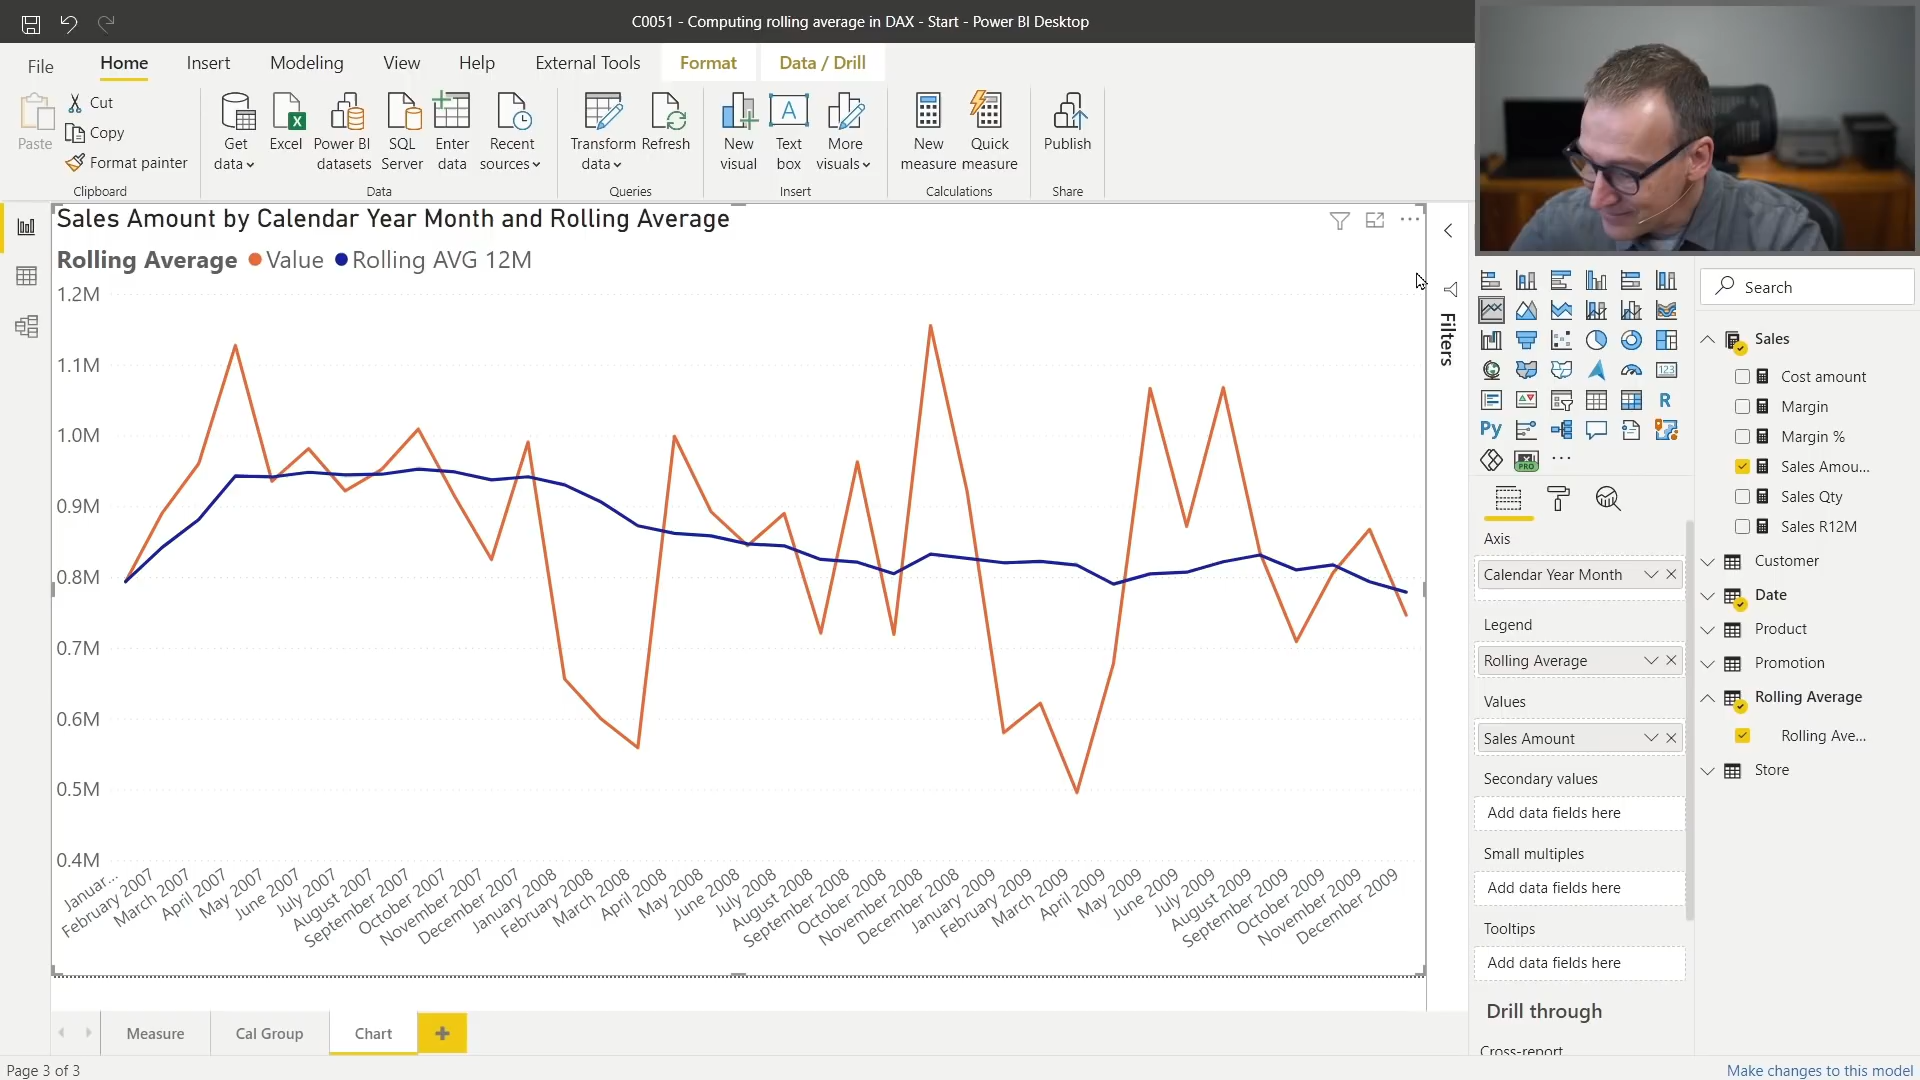 C0051 - Computing rolling average in DAX - Start - Power BI Desktop
File
Home
Insert
Modeling
View
Help
External Tools
Format
Data / Drill
Paste
Cut
Copy
Format painter
Clipboard
Get data
Excel
Power BI datasets
SQL Server
Enter data
Recent sources
Data
Transform data
Refresh
Queries
New visual
Text box
More visuals
Insert
New measure
Quick measure
Calculations
Publish
Share
Sales Amount by Calendar Year Month and Rolling Average
Rolling Average Value Rolling AVG 12M
1.2M
1.1M
1.0M
0.9M
0.8M
0.7M
0.6M
0.5M
0.4M
Januar...
February 2007
March 2007
April 2007
May 2007
June 2007
July 2007
August 2007
September 2007
October 2007
November 2007
December 2007
January 2008
February 2008
March 2008
April 2008
May 2008
June 2008
July 2008
August 2008
September 2008
October 2008
November 2008
December 2008
January 2009
February 2009
March 2009
April 2009
May 2009
June 2009
July 2009
August 2009
September 2009
October 2009
November 2009
December 2009
Filters
123
R
Py
PRO
...
Axis
Calendar Year Month
Legend
Rolling Average
Values
Sales Amount
Secondary values
Add data fields here
Small multiples
Add data fields here
Tooltips
Add data fields here
Drill through
Cross-report
Search
Sales
Cost amount
Margin
Margin %
Sales Amou...
Sales Qty
Sales R12M
Customer
Date
Product
Promotion
Rolling Average
Rolling Ave...
Store
Measure
Cal Group
Chart
Page 3 of 3
Make changes to this model